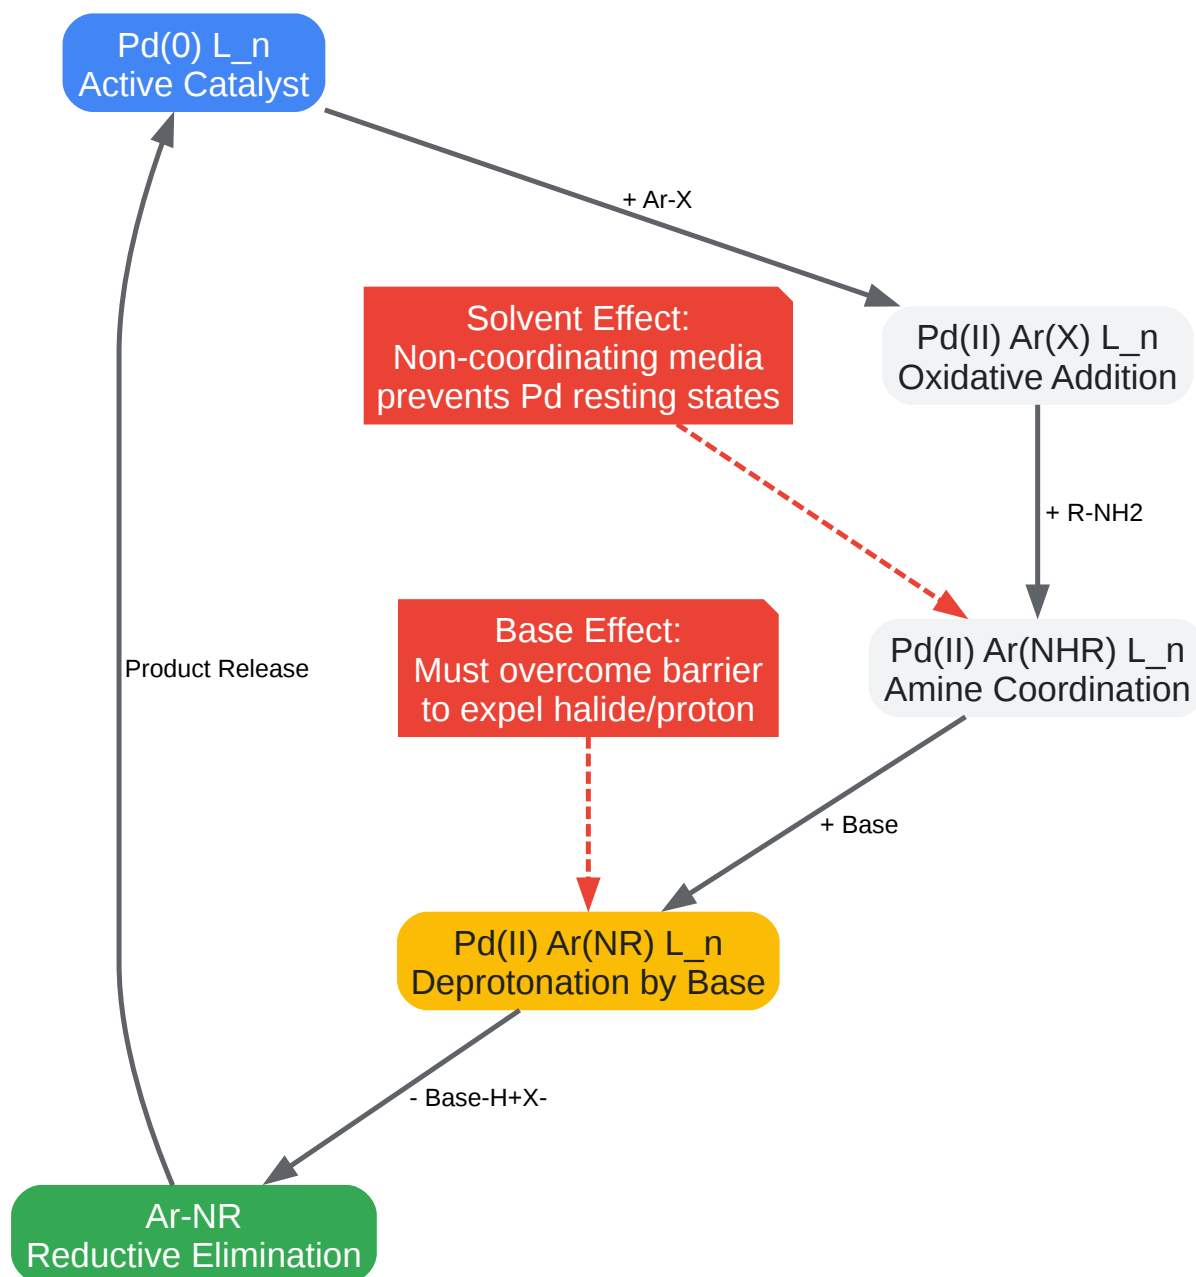 Pd(0) L_n
Active Catalyst
+ Ar-X
Solvent Effect:
Non-coordinating media
prevents Pd resting states
Pd(II) Ar(X) L_n
Oxidative Addition
+ R-NH2
Base Effect:
Must overcome barrier
to expel halide/proton
Pd(II) Ar(NHR) L_n
Amine Coordination
Product Release
+ Base
Pd(II) Ar(NR) L_n
Deprotonation by Base
- Base-H+X-
Ar-NR
Reductive Elimination